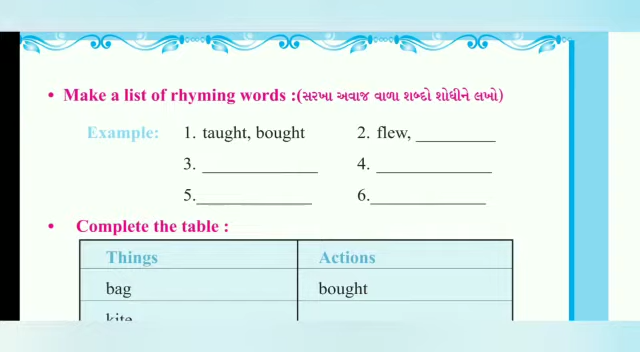 • Make a list of rhyming words :(સરખા અવાજ વાળા શબ્દો શોધીને લખો)
Example: 1. taught, bought 2. flew, _________
3. _____________ 4. _____________
5._____________ 6._____________
• Complete the table :
Things Actions
bag bought
kite